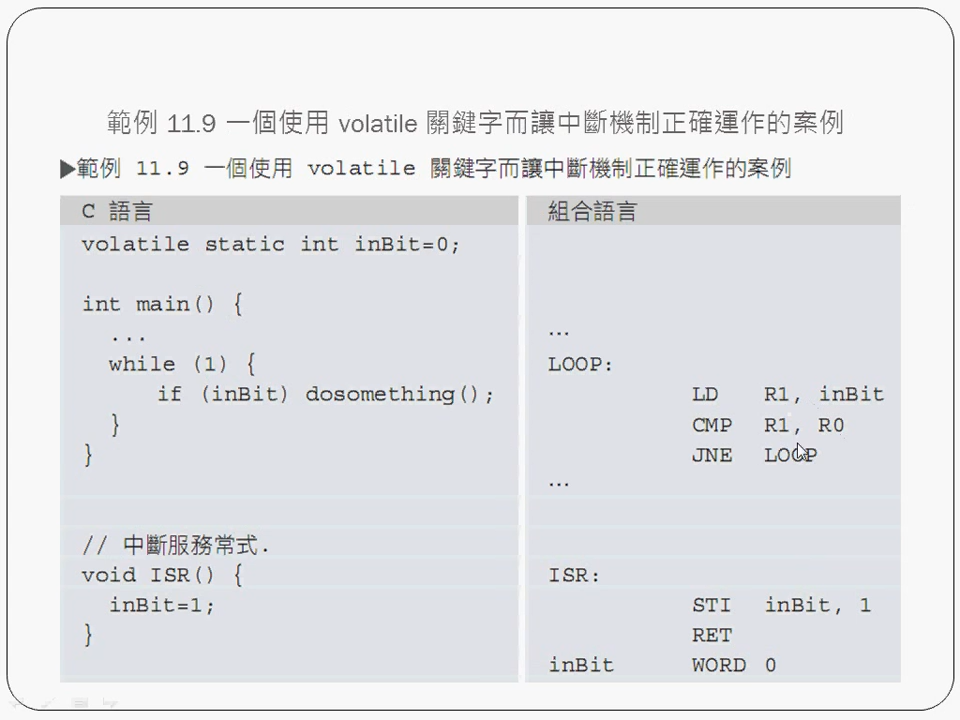 範例 11.9 一個使用 volatile 關鍵字而讓中斷機制正確運作的案例
▶範例 11.9 一個使用 volatile 關鍵字而讓中斷機制正確運作的案例
C 語言
volatile static int inBit=0;
int main() {
...
while (1) {
if (inBit) dosomething();
}
}
// 中斷服務常式.
void ISR() {
inBit=1;
}
組合語言
…
LOOP:
LD R1, inBit
CMP R1, R0
JNE LOOP
…
ISR:
STI inBit, 1
RET
inBit WORD 0